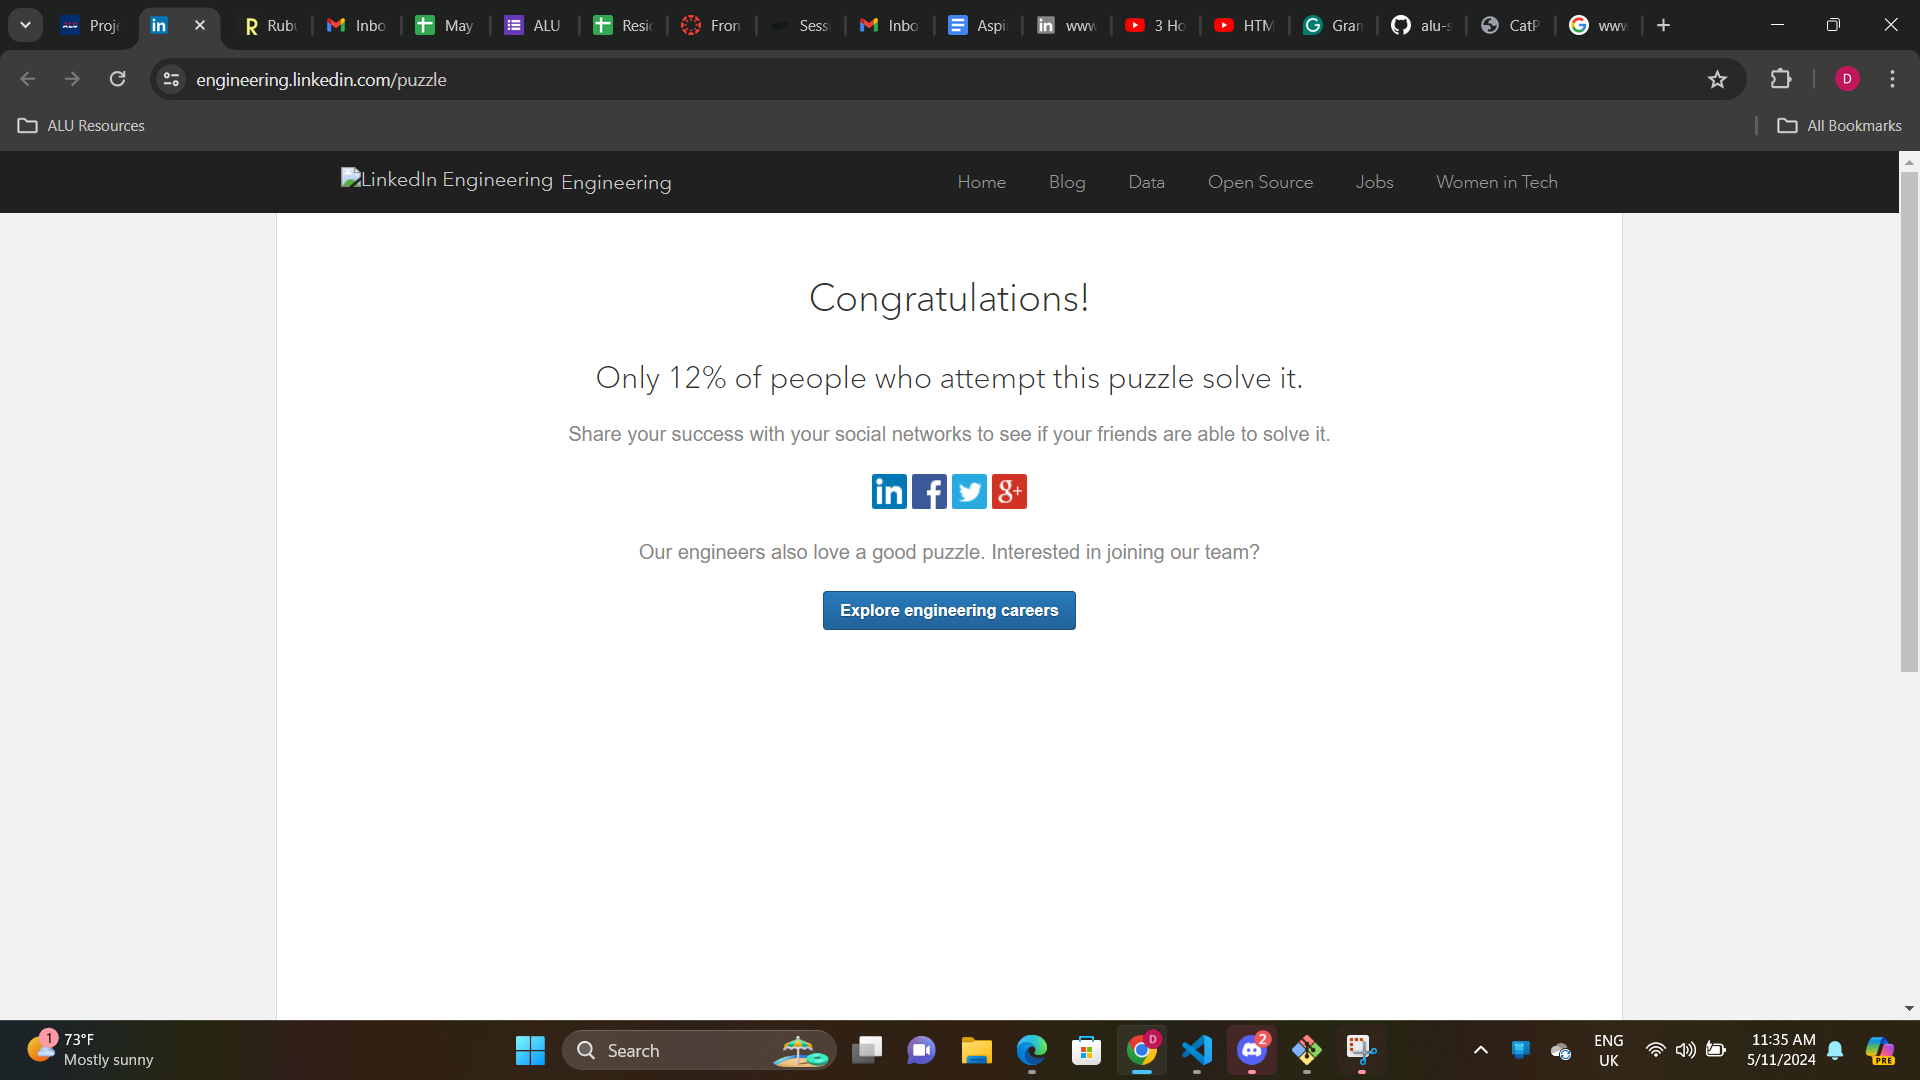 Proje
Rub
Inbo
May
ALU
Resi
Fron
Sess
Inbo
Aspi
www
3 Ho
HTM
Gran
alu-s
CatP
www
engineering.linkedin.com/puzzle
D
ALU Resources
All Bookmarks
LinkedIn Engineering Engineering
Home
Blog
Data
Open Source
Jobs
Women in Tech
Congratulations!
Only 12% of people who attempt this puzzle solve it.
Share your success with your social networks to see if your friends are able to solve it.
in f g+
Our engineers also love a good puzzle. Interested in joining our team?
Explore engineering careers
1
73°F
Mostly sunny
Search
D
2
ENG
UK
11:35 AM
5/11/2024
PRE